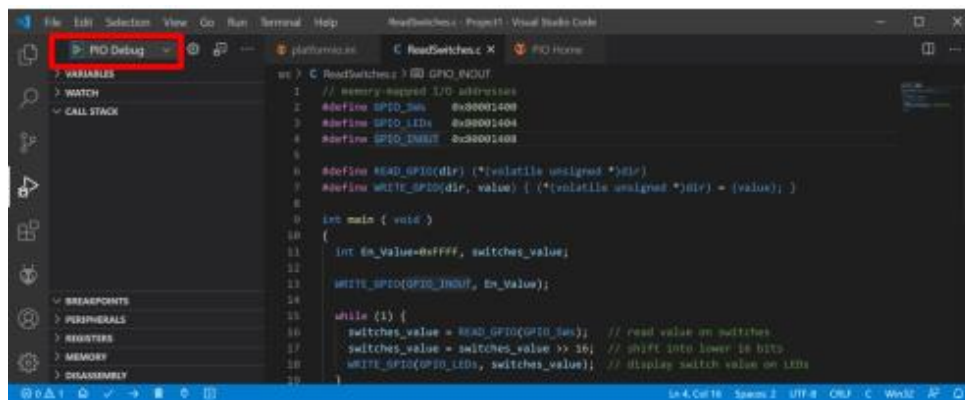 File Edit Selection View Go Run Terminal Help ReadSwitches.c - Project1 - Visual Studio Code
PIO Debug
platformio.ini
ReadSwitches.c
PIO Home
VARIABLES
WATCH
CALL STACK
BREAKPOINTS
PERIPHERALS
REGISTERS
MEMORY
DISASSEMBLY
src > C ReadSwitches.c > GPIO_INOUT
1 // memory-mapped I/O addresses
2 #define GPIO_SWs 0x80001400
3 #define GPIO_LEDs 0x80001404
4 #define GPIO_INOUT 0x80001408
5
6 #define READ_GPIO(dir) (*(volatile unsigned *)dir)
7 #define WRITE_GPIO(dir, value) { (*(volatile unsigned *)dir) = (value); }
8
9 int main ( void )
10 {
11 int En_Value=0xFFFF, switches_value;
12
13 WRITE_GPIO(GPIO_INOUT, En_Value);
14
15 while (1) {
16 switches_value = READ_GPIO(GPIO_SWs); // read value on switches
17 switches_value = switches_value >> 16; // shift into lower 16 bits
18 WRITE_GPIO(GPIO_LEDs, switches_value); // display switch value on LEDs
19 }
0 1 Ln 4, Col 16 Spaces: 2 UTF-8 CRLF C Win32